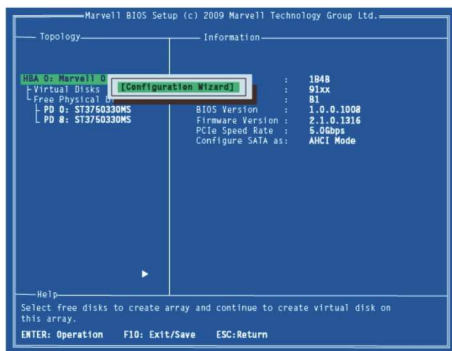 Marvell BIOS Setup (c) 2009 Marvell Technology Group Ltd.
Topology
Information
HBA 0: Marvell 0
Virtual Disks
Free Physical D
PD 0: ST3750330MS
PD 8: ST3750330MS
[Configuration Wizard]
: 1B4B
: 91xx
: B1
BIOS Version : 1.0.0.1008
Firmware Version : 2.1.0.1316
PCIe Speed Rate : 5.0Gbps
Configure SATA as: AHCI Mode
Help
Select free disks to create array and continue to create virtual disk on
this array.
ENTER: Operation F10: Exit/Save ESC:Return